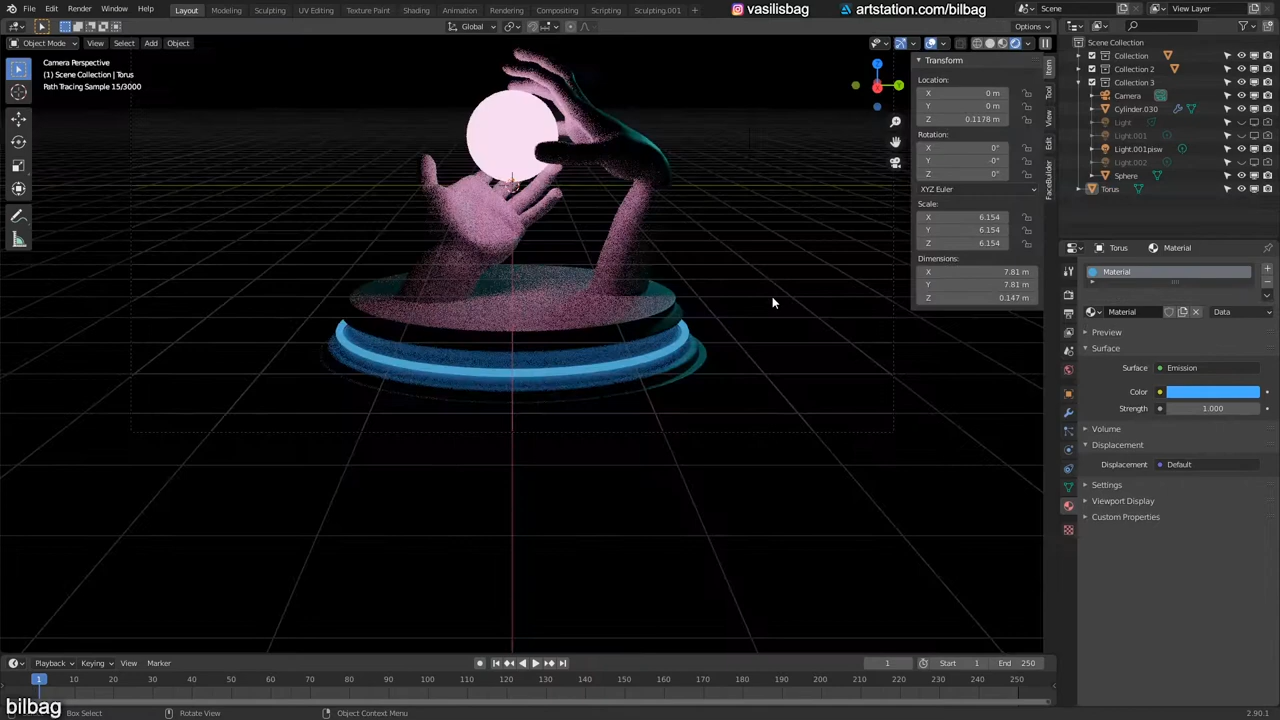 File Edit Render Window Help Layout Modeling Sculpting UV Editing Texture Paint Shading Animation Rendering Compositing Scripting Sculpting.001 + vasilisbag artstation.com/bilbag Scene View Layer
Global Options
Object Mode View Select Add Object
Camera Perspective
(1) Scene Collection | Torus
Path Tracing Sample 15/3000
Z
Y
X
Transform
Location:
X 0 m
Y 0 m
Z 0.1178 m
Rotation:
X 0°
Y -0°
Z 0°
XYZ Euler
Scale:
X 6.154
Y 6.154
Z 6.154
Dimensions:
X 7.81 m
Y 7.81 m
Z 0.147 m
Item
Tool
View
Edit
FaceBuilder
Scene Collection
Collection
Collection 2
Collection 3
Camera
Cylinder.030
Light
Light.001
Light.001pisw
Light.002
Sphere
Torus
Torus Material
Material
Material Data
Preview
Surface
Surface Emission
Color
Strength 1.000
Volume
Displacement
Displacement Default
Settings
Viewport Display
Custom Properties
Playback Keying View Marker 1 Start 1 End 250
1 10 20 30 40 50 60 70 80 90 100 110 120 130 140 150 160 170 180 190 200 210 220 230 240 250
bilbag
Box Select Rotate View Object Context Menu 2.90.1